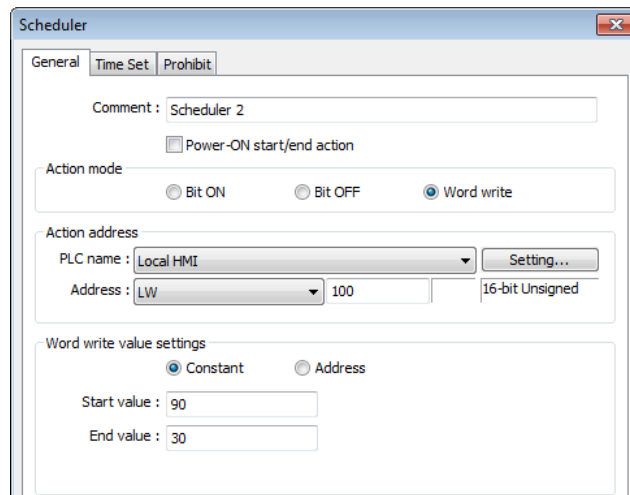 Scheduler
General Time Set Prohibit
Comment : Scheduler 2
Power-ON start/end action
Action mode
Bit ON Bit OFF Word write
Action address
PLC name : Local HMI Setting...
Address : LW 100 16-bit Unsigned
Word write value settings
Constant Address
Start value : 90
End value : 30